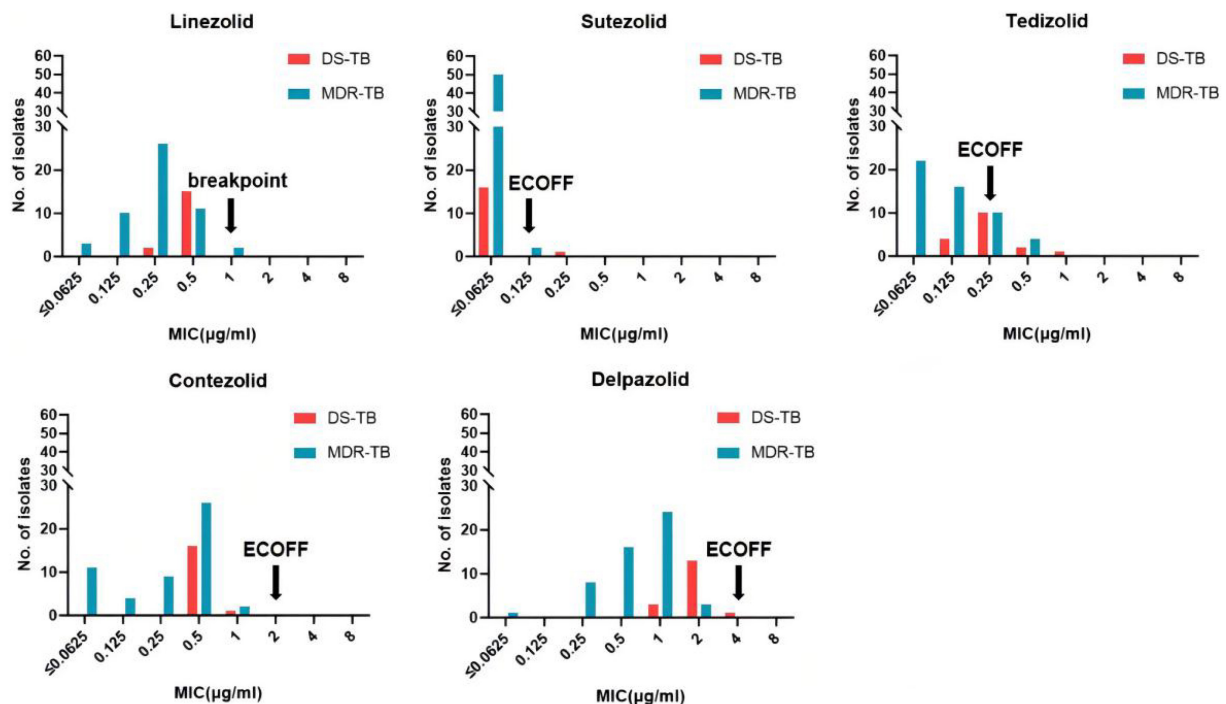 Linezolid
No. of isolates
60
50
40
30
30
20
10
0
DS-TB
MDR-TB
breakpoint
≤0.0625
0.125
0.25
0.5
1
2
4
8
MIC(µg/ml)
Sutezolid
No. of isolates
60
50
40
30
30
20
10
0
DS-TB
MDR-TB
ECOFF
≤0.0625
0.125
0.25
0.5
1
2
4
8
MIC(µg/ml)
Tedizolid
No. of isolates
60
50
40
30
30
20
10
0
DS-TB
MDR-TB
ECOFF
≤0.0625
0.125
0.25
0.5
1
2
4
8
MIC(µg/ml)
Contezolid
No. of isolates
60
50
40
30
30
20
10
0
DS-TB
MDR-TB
ECOFF
≤0.0625
0.125
0.25
0.5
1
2
4
8
MIC(µg/ml)
Delpazolid
No. of isolates
60
50
40
30
30
20
10
0
DS-TB
MDR-TB
ECOFF
≤0.0625
0.125
0.25
0.5
1
2
4
8
MIC(µg/ml)